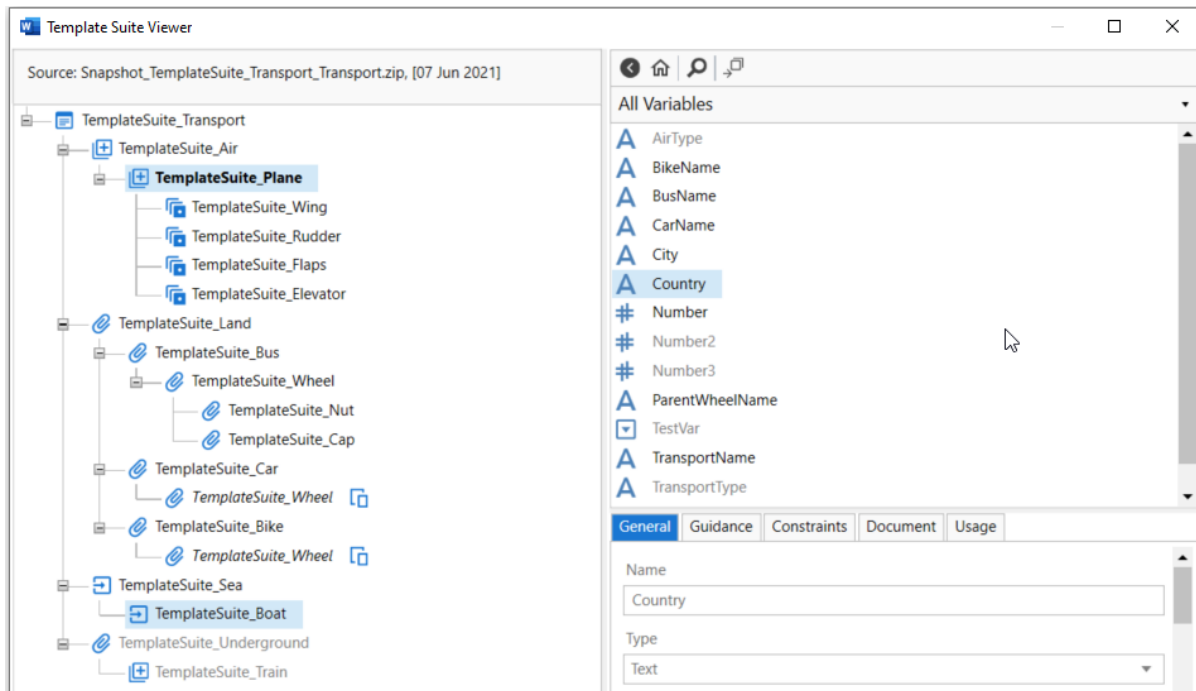 Template Suite Viewer
Source: Snapshot_TemplateSuite_Transport_Transport.zip, [07 Jun 2021]
TemplateSuite_Transport
TemplateSuite_Air
TemplateSuite_Plane
TemplateSuite_Wing
TemplateSuite_Rudder
TemplateSuite_Flaps
TemplateSuite_Elevator
TemplateSuite_Land
TemplateSuite_Bus
TemplateSuite_Wheel
TemplateSuite_Nut
TemplateSuite_Cap
TemplateSuite_Car
TemplateSuite_Wheel
TemplateSuite_Bike
TemplateSuite_Wheel
TemplateSuite_Sea
TemplateSuite_Boat
TemplateSuite_Underground
TemplateSuite_Train
All Variables
AirType
BikeName
BusName
CarName
City
Country
Number
Number2
Number3
ParentWheelName
TestVar
TransportName
TransportType
General Guidance Constraints Document Usage
Name
Country
Type
Text